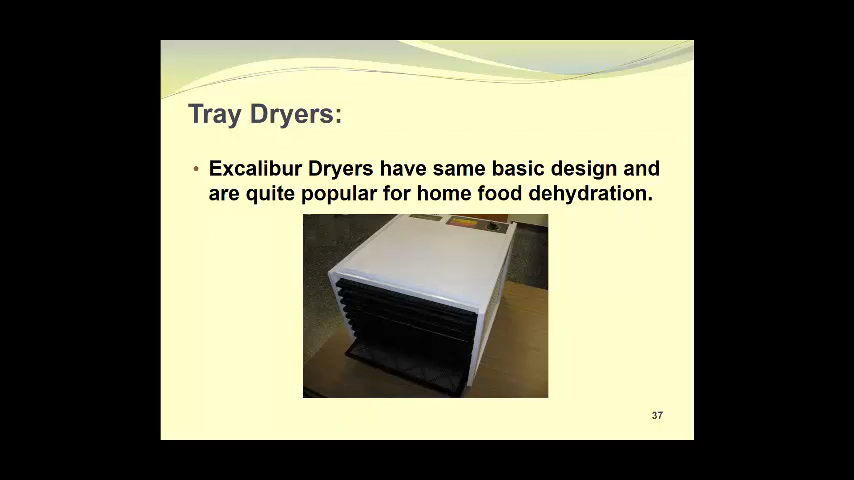 Tray Dryers:
• Excalibur Dryers have same basic design and
are quite popular for home food dehydration.
37